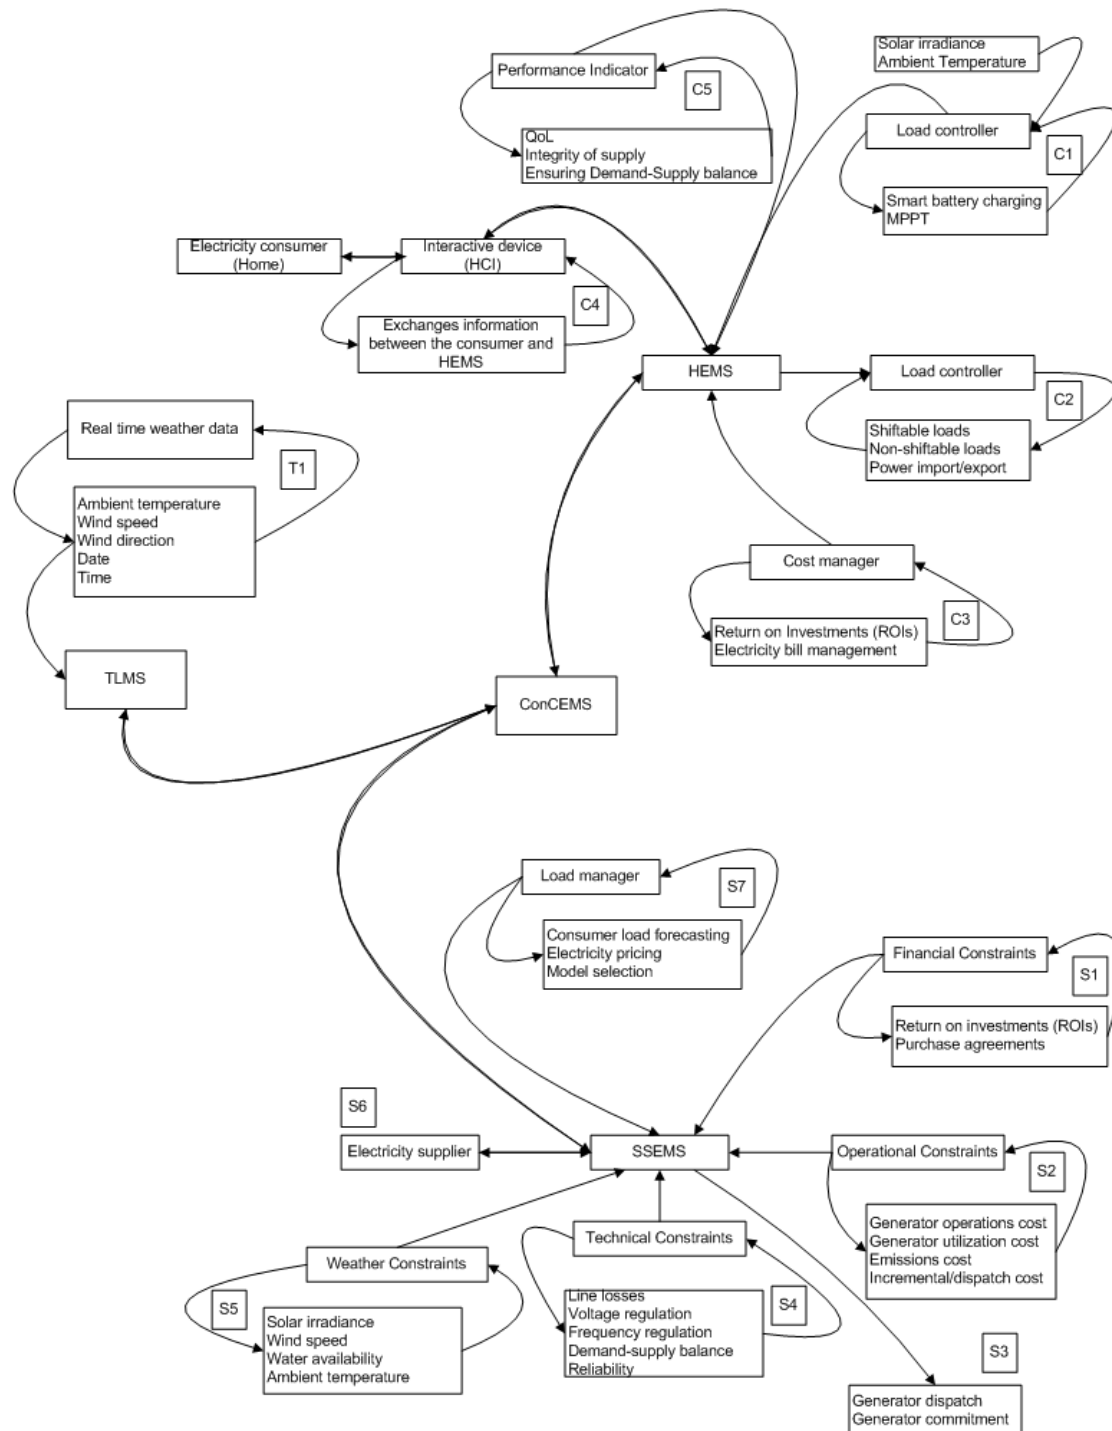 Solar irradiance
Ambient Temperature
Performance Indicator
C5
Load controller
C1
QoL
Integrity of supply
Ensuring Demand-Supply balance
Smart battery charging
MPPT
Electricity consumer
(Home)
Interactive device
(HCI)
C4
Exchanges information
between the consumer and
HEMS
HEMS
Load controller
C2
Shiftable loads
Non-shiftable loads
Power import/export
Real time weather data
T1
Ambient temperature
Wind speed
Wind direction
Date
Time
Cost manager
C3
Return on Investments (ROIs)
Electricity bill management
TLMS
ConCEMS
Load manager
S7
Consumer load forecasting
Electricity pricing
Model selection
Financial Constraints
S1
Return on investments (ROIs)
Purchase agreements
S6
Electricity supplier
SSEMS
Operational Constraints
S2
Generator operations cost
Generator utilization cost
Emissions cost
Incremental/dispatch cost
Weather Constraints
Technical Constraints
S5
Solar irradiance
Wind speed
Water availability
Ambient temperature
Line losses
Voltage regulation
Frequency regulation
Demand-supply balance
Reliability
S4
S3
Generator dispatch
Generator commitment